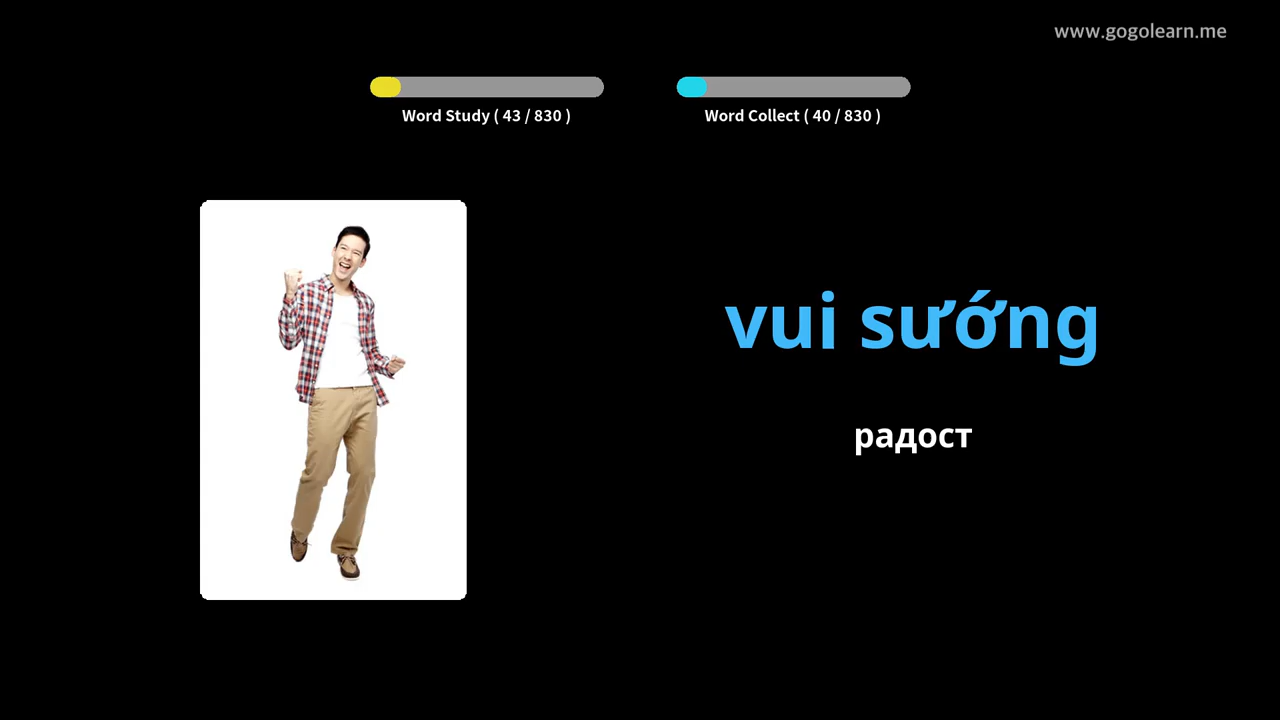 www.gogolearn.me
Word Study ( 43 / 830 )
Word Collect ( 40 / 830 )
vui sướng
радост